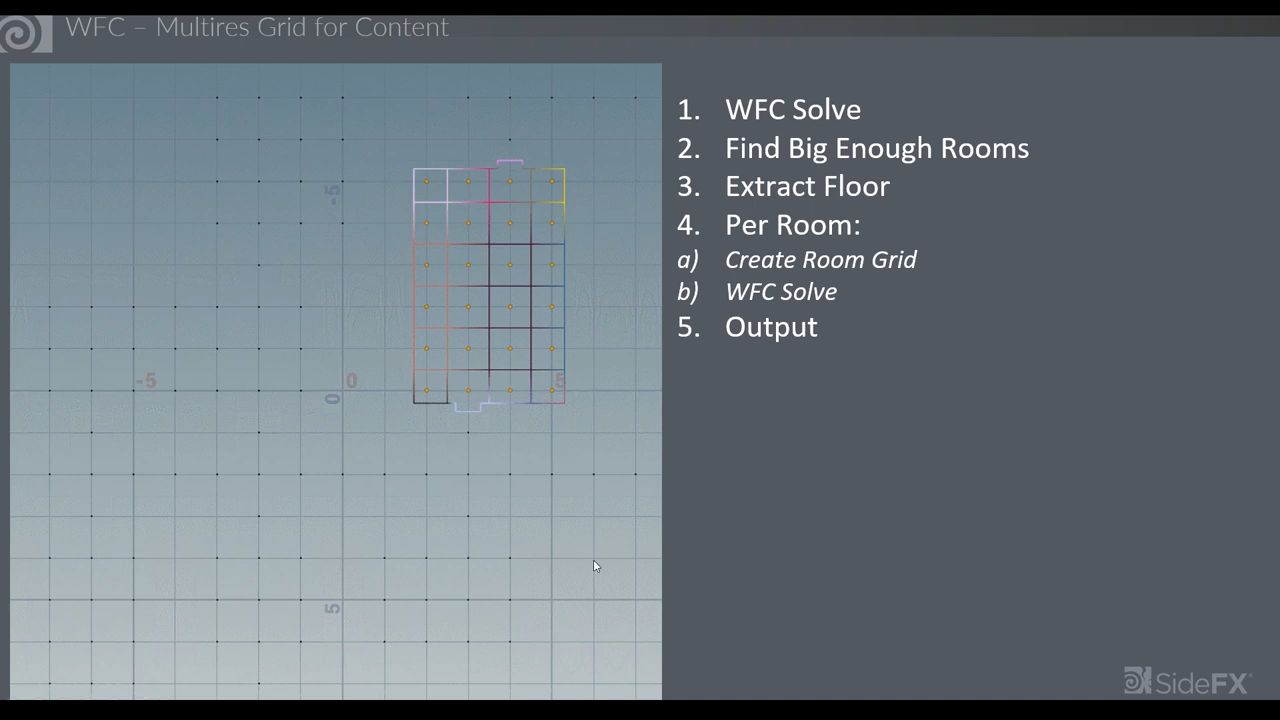 WFC – Multires Grid for Content
1. WFC Solve
2. Find Big Enough Rooms
3. Extract Floor
4. Per Room:
a) Create Room Grid
b) WFC Solve
5. Output
-5
-5
0
5
0
5
SideFX